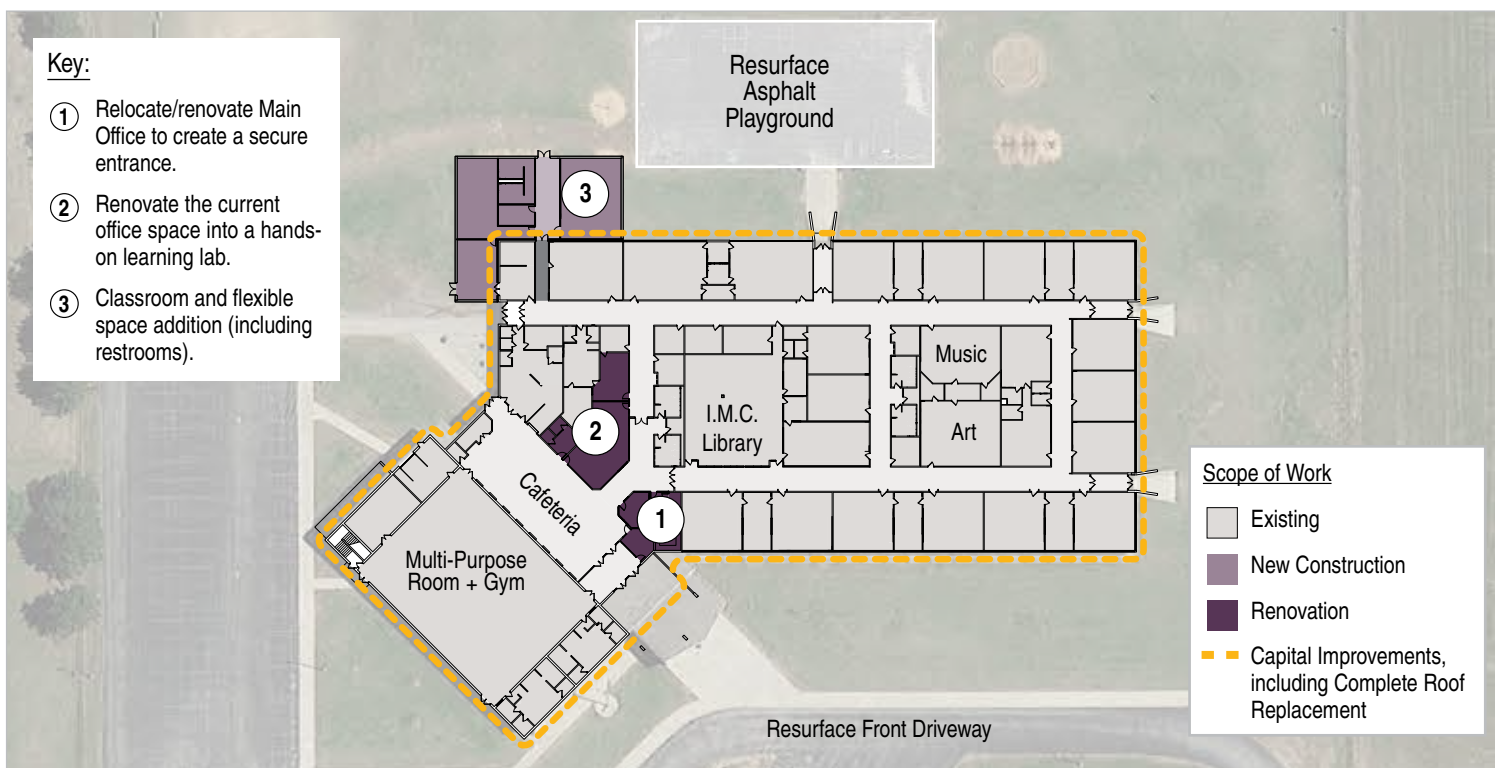 Key:
1 Relocate/renovate Main
Office to create a secure
entrance.
2 Renovate the current
office space into a hands-
on learning lab.
3 Classroom and flexible
space addition (including
restrooms).
Resurface
Asphalt
Playground
3
Music
I.M.C.
Library
Art
2
Cafeteria
1
Multi-Purpose
Room + Gym
Resurface Front Driveway
Scope of Work
Existing
New Construction
Renovation
Capital Improvements,
including Complete Roof
Replacement